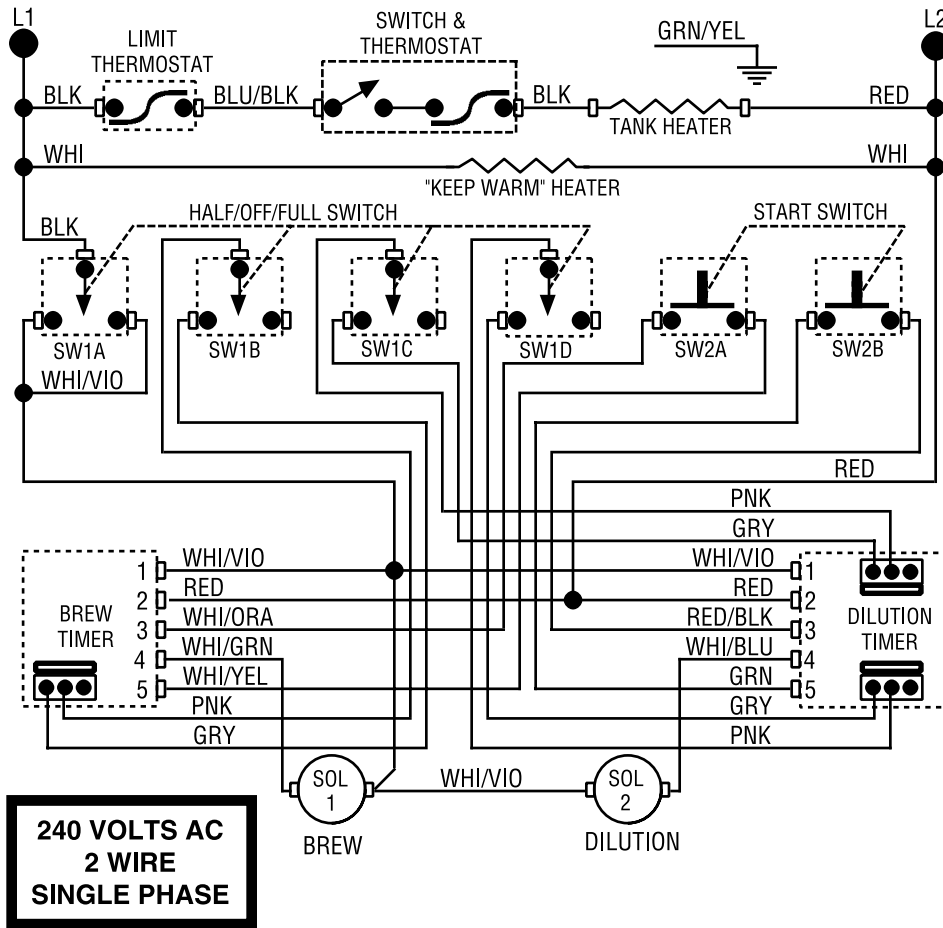 L1
L2
LIMIT
THERMOSTAT
SWITCH &
THERMOSTAT
GRN/YEL
BLK
BLU/BLK
BLK
TANK HEATER
RED
WHI
"KEEP WARM" HEATER
WHI
BLK
HALF/OFF/FULL SWITCH
START SWITCH
SW1A
SW1B
SW1C
SW1D
SW2A
SW2B
WHI/VIO
RED
PNK
GRY
BREW
TIMER
1 WHI/VIO
2 RED
3 WHI/ORA
4 WHI/GRN
5 WHI/YEL
PNK
GRY
WHI/VIO 1
RED 2
RED/BLK 3
WHI/BLU 4
GRN 5
GRY
PNK
DILUTION
TIMER
SOL
1
BREW
WHI/VIO
SOL
2
DILUTION
240 VOLTS AC
2 WIRE
SINGLE PHASE